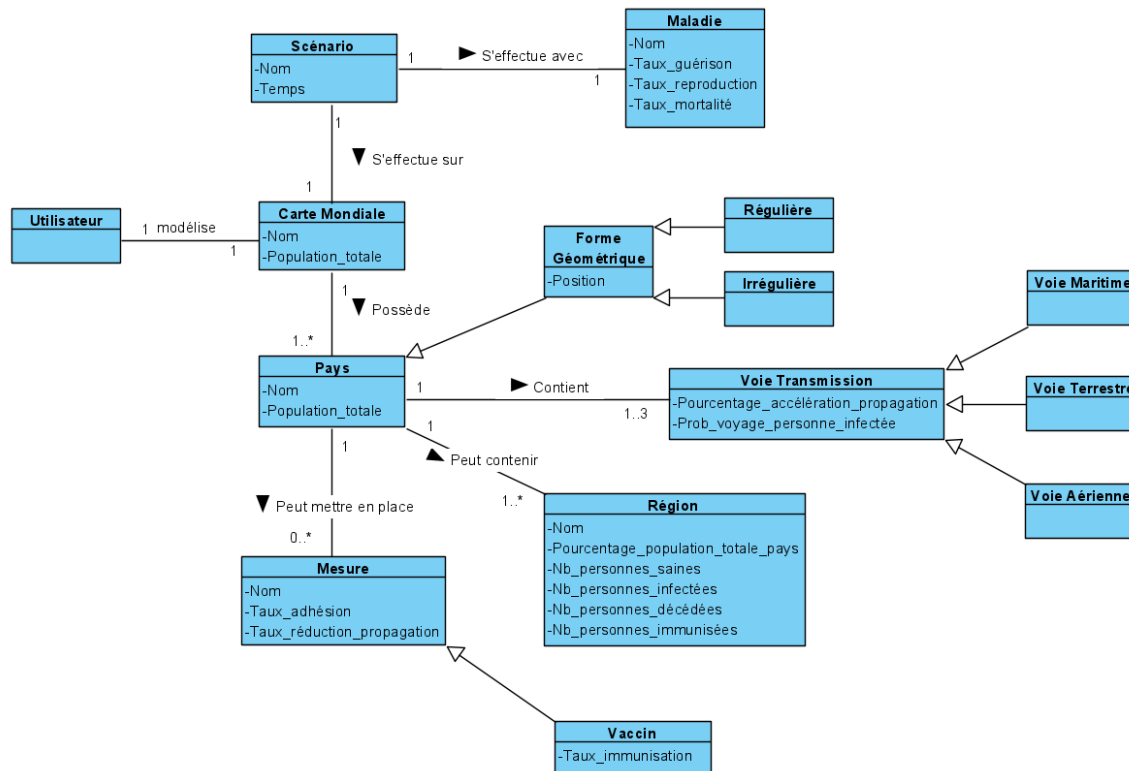 Scénario
-Nom
-Temps
1
S'effectue avec
1
Maladie
-Nom
-Taux_guérison
-Taux_reproduction
-Taux_mortalité
1
S'effectue sur
1
Utilisateur
1 modélise
1
Carte Mondiale
-Nom
-Population_totale
Forme
Géométrique
-Position
Régulière
Irrégulière
1
Possède
1..*
Pays
-Nom
-Population_totale
1
Contient
1..3
Voie Transmission
-Pourcentage_accélération_propagation
-Prob_voyage_personne_infectée
Voie Maritime
Voie Terrestre
Voie Aérienne
1
Peut contenir
1..*
Région
-Nom
-Pourcentage_population_totale_pays
-Nb_personnes_saines
-Nb_personnes_infectées
-Nb_personnes_décédées
-Nb_personnes_immunisées
1
Peut mettre en place
0..*
Mesure
-Nom
-Taux_adhésion
-Taux_réduction_propagation
Vaccin
-Taux_immunisation